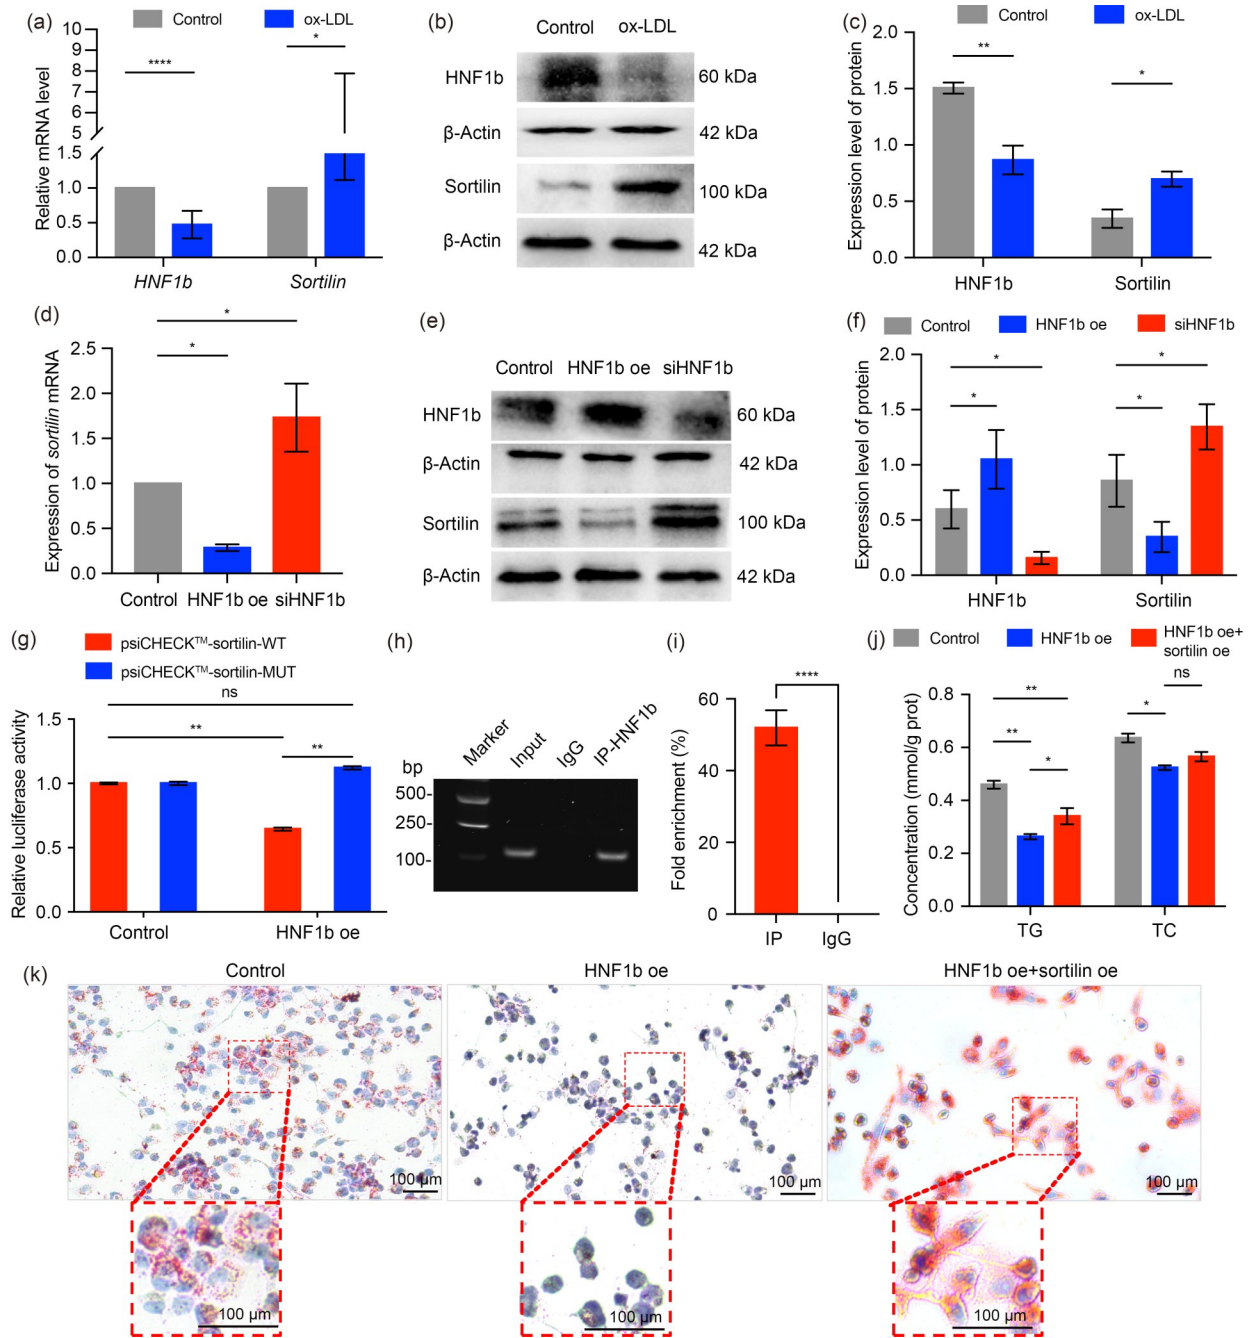 (a)
Control
ox-LDL
Relative mRNA level
10
9
8
7
6
5
1.5
1.0
0.5
0.0
****
*
HNF1b
Sortilin
(b)
Control ox-LDL
HNF1b 60 kDa
β-Actin 42 kDa
Sortilin 100 kDa
β-Actin 42 kDa
(c)
Control
ox-LDL
Expression level of protein
2.0
1.5
1.0
0.5
0.0
**
*
HNF1b
Sortilin
(d)
Expression of sortilin mRNA
2.5
2.0
1.5
1.0
0.5
0.0
*
*
Control HNF1b oe siHNF1b
(e)
Control HNF1b oe siHNF1b
HNF1b 60 kDa
β-Actin 42 kDa
Sortilin 100 kDa
β-Actin 42 kDa
(f)
Control
HNF1b oe
siHNF1b
Expression level of protein
2.0
1.5
1.0
0.5
0.0
*
*
*
*
HNF1b
Sortilin
(g)
psiCHECK™-sortilin-WT
psiCHECK™-sortilin-MUT
Relative lucliferase activity
1.5
1.0
0.5
0.0
ns
**
**
Control
HNF1b oe
(h)
Marker
Input
IgG
IP-HNF1b
bp
500-
250-
100-
(i)
Fold enrichment (%)
60
40
20
0
****
IP
IgG
(j)
Control
HNF1b oe
HNF1b oe+
sortilin oe
Concentration (mmol/g prot)
0.8
0.6
0.4
0.2
0.0
**
**
*
*
ns
TG
TC
(k)
Control
HNF1b oe
HNF1b oe+sortilin oe
100 μm
100 μm
100 μm
100 μm
100 μm
100 μm